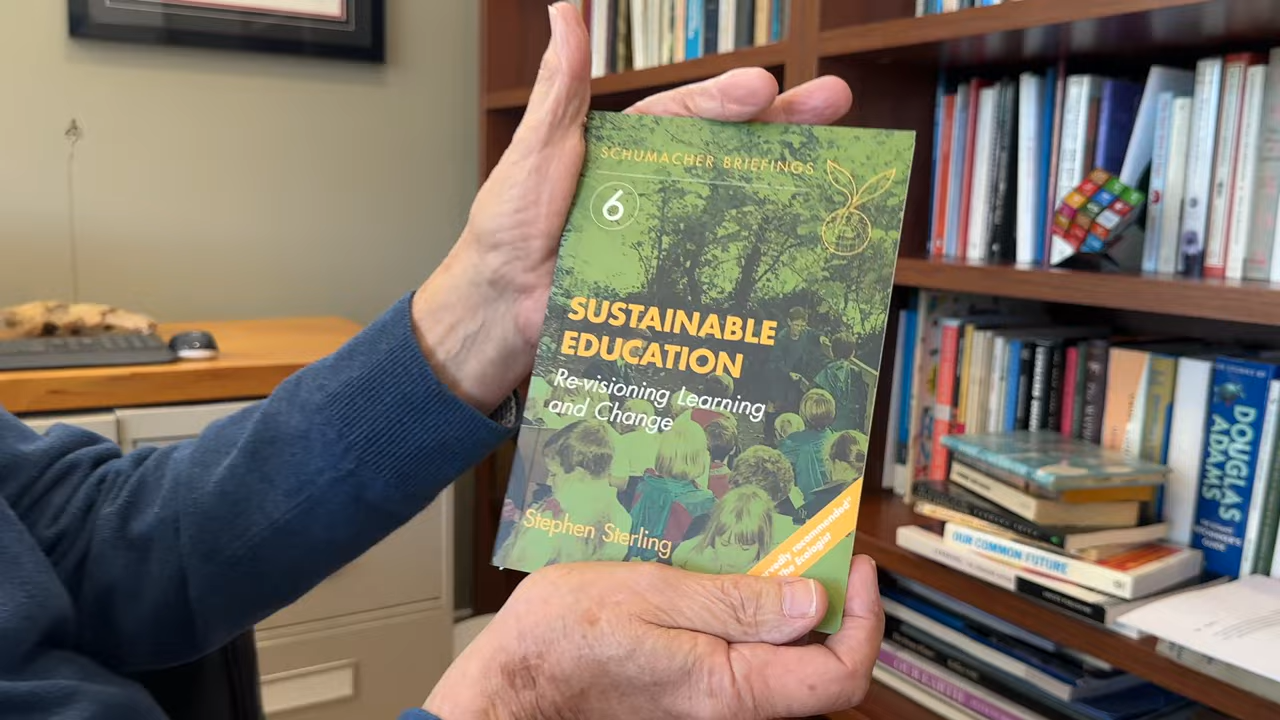 SCHUMACHER BRIEFINGS
6
SUSTAINABLE
EDUCATION
Re-visioning Learning
and Change
Stephen Sterling
recommended"
the Ecologist
DOUGLAS
ADAMS
OUR COMMON FUTURE